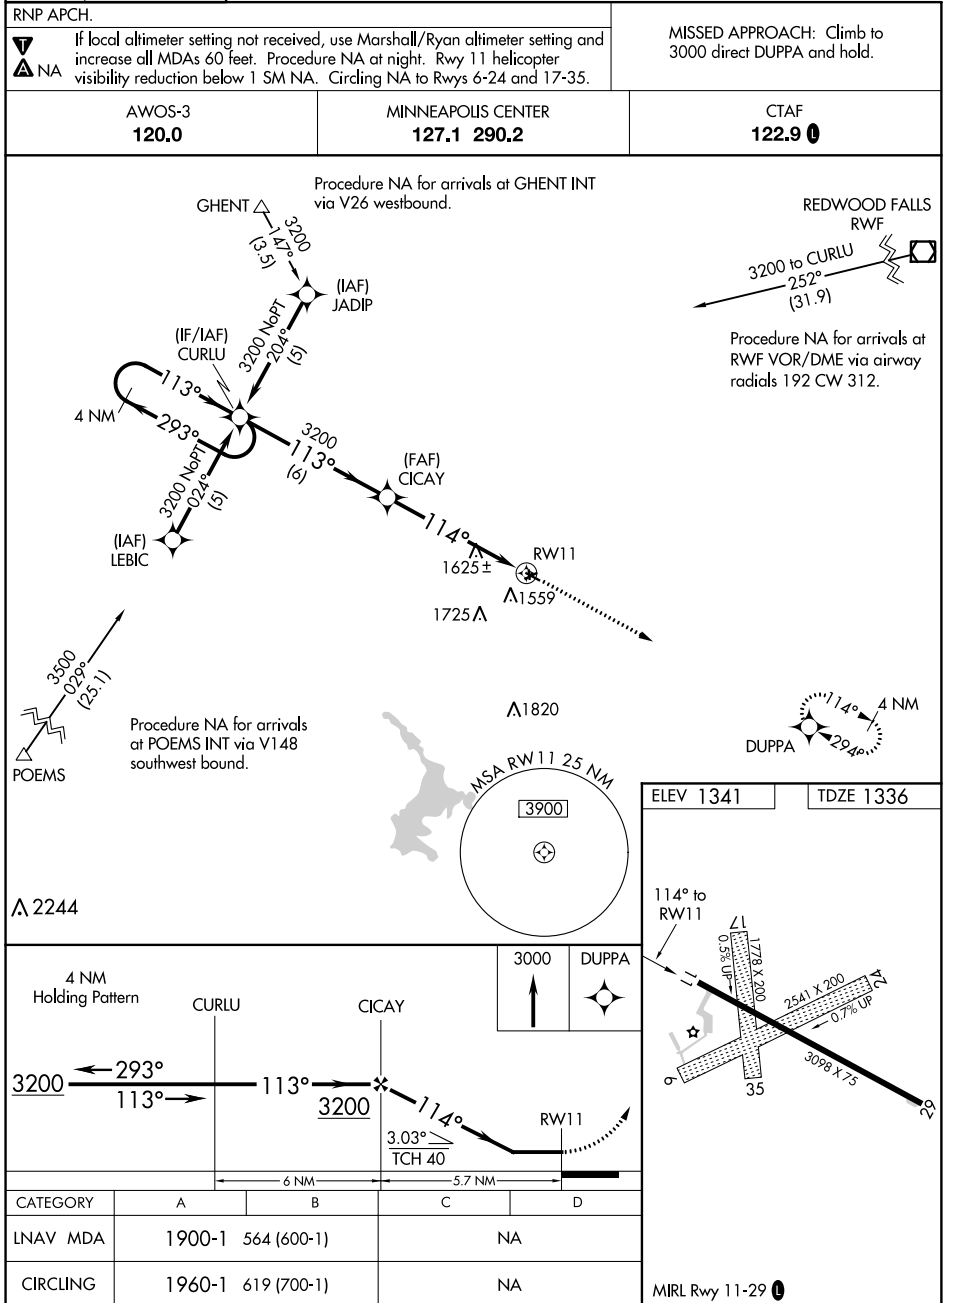 RNP APCH.
T
A NA
If local altimeter setting not received, use Marshall/Ryan altimeter setting and
increase all MDAs 60 feet. Procedure NA at night. Rwy 11 helicopter
visibility reduction below 1 SM NA. Circling NA to Rwys 6-24 and 17-35.
MISSED APPROACH: Climb to
3000 direct DUPPA and hold.
AWOS-3
120.0
MINNEAPOLIS CENTER
127.1 290.2
CTAF
122.9 L
Procedure NA for arrivals at GHENT INT
via V26 westbound.
GHENT
3200
147°
(3.5)
(IAF)
JADIP
REDWOOD FALLS
RWF
3200 to CURLU
252°
(31.9)
Procedure NA for arrivals at
RWF VOR/DME via airway
radials 192 CW 312.
(IF/IAF)
CURLU
3200 NoPT
204°
(5)
113°
4 NM
293°
3200 NoPT
024°
(5)
3200
113°
(6)
(FAF)
CICAY
114°
(IAF)
LEBIC
1625±
RW11
1559
1725
3500
029°
(25.1)
POEMS
Procedure NA for arrivals
at POEMS INT via V148
southwest bound.
1820
114°
4 NM
DUPPA
294°
MSA RW11 25 NM
3900
2244
ELEV 1341
TDZE 1336
114° to
RW11
17
11
1778 X 200
0.5% UP
2541 X 200
24
0.7% UP
3098 X 75
6
35
29
MIRL Rwy 11-29 L
3000
DUPPA
4 NM
Holding Pattern
CURLU
CICAY
3200
293°
113°
113°
3200
114°
RW11
3.03°
TCH 40
6 NM
5.7 NM
CATEGORY A B C D
LNAV MDA 1900-1 564 (600-1) NA
CIRCLING 1960-1 619 (700-1) NA